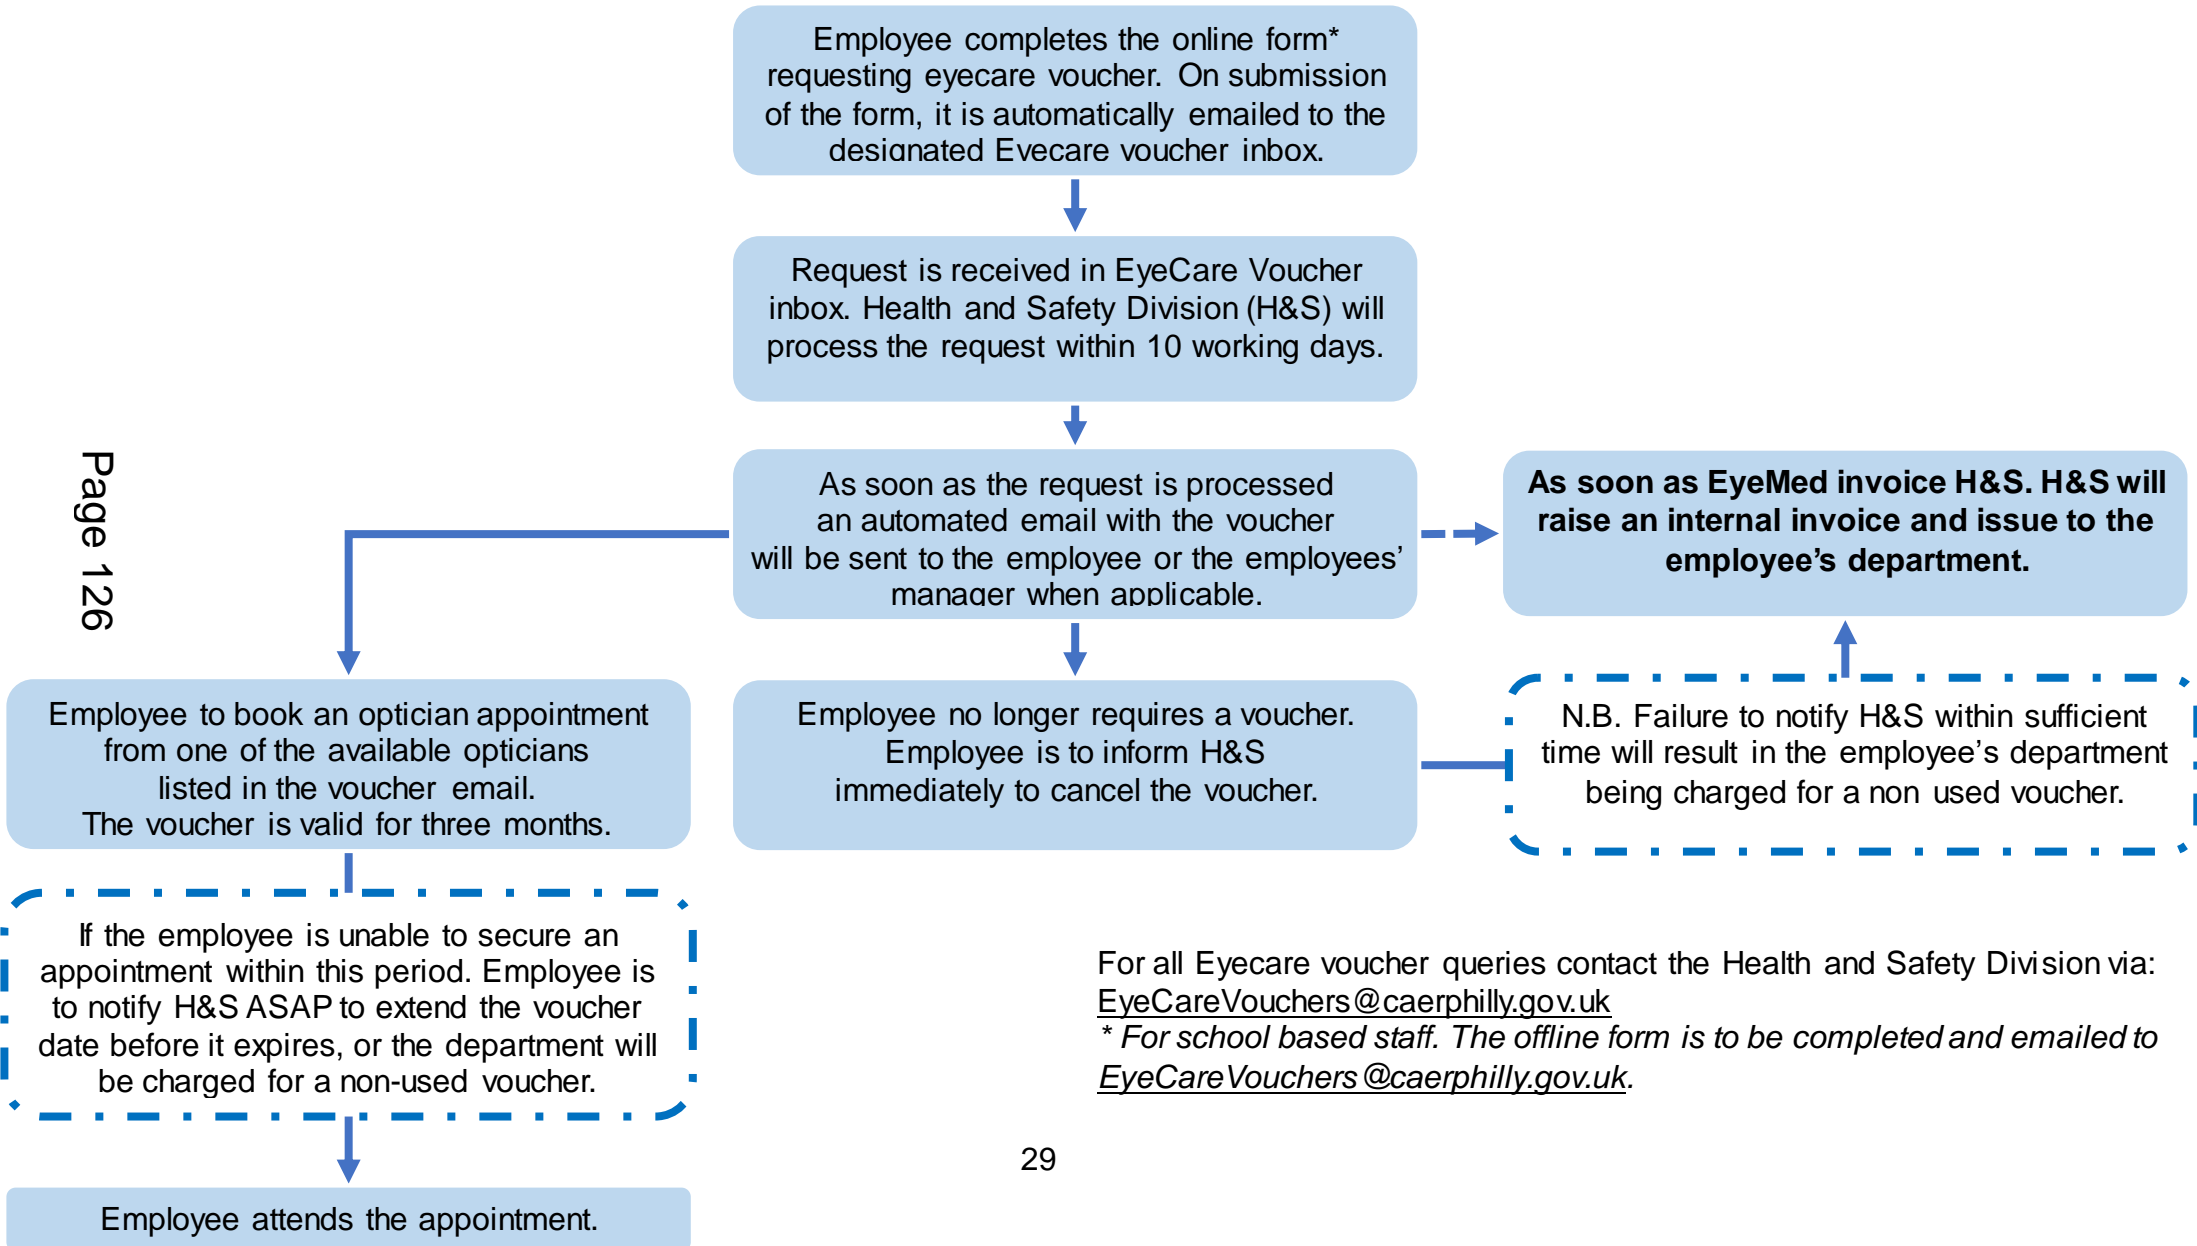 Employee completes the online form*
requesting eyecare voucher. On submission
of the form, it is automatically emailed to the
designated Eyecare voucher inbox.
Request is received in EyeCare Voucher
inbox. Health and Safety Division (H&S) will
process the request within 10 working days.
As soon as the request is processed
an automated email with the voucher
will be sent to the employee or the employees’
manager when applicable.
As soon as EyeMed invoice H&S. H&S will
raise an internal invoice and issue to the
employee’s department.
Page 126
Employee to book an optician appointment
from one of the available opticians
listed in the voucher email.
The voucher is valid for three months.
Employee no longer requires a voucher.
Employee is to inform H&S
immediately to cancel the voucher.
N.B. Failure to notify H&S within sufficient
time will result in the employee’s department
being charged for a non used voucher.
If the employee is unable to secure an
appointment within this period. Employee is
to notify H&S ASAP to extend the voucher
date before it expires, or the department will
be charged for a non-used voucher.
For all Eyecare voucher queries contact the Health and Safety Division via:
EyeCareVouchers@caerphilly.gov.uk
* For school based staff. The offline form is to be completed and emailed to
EyeCareVouchers@caerphilly.gov.uk.
29
Employee attends the appointment.